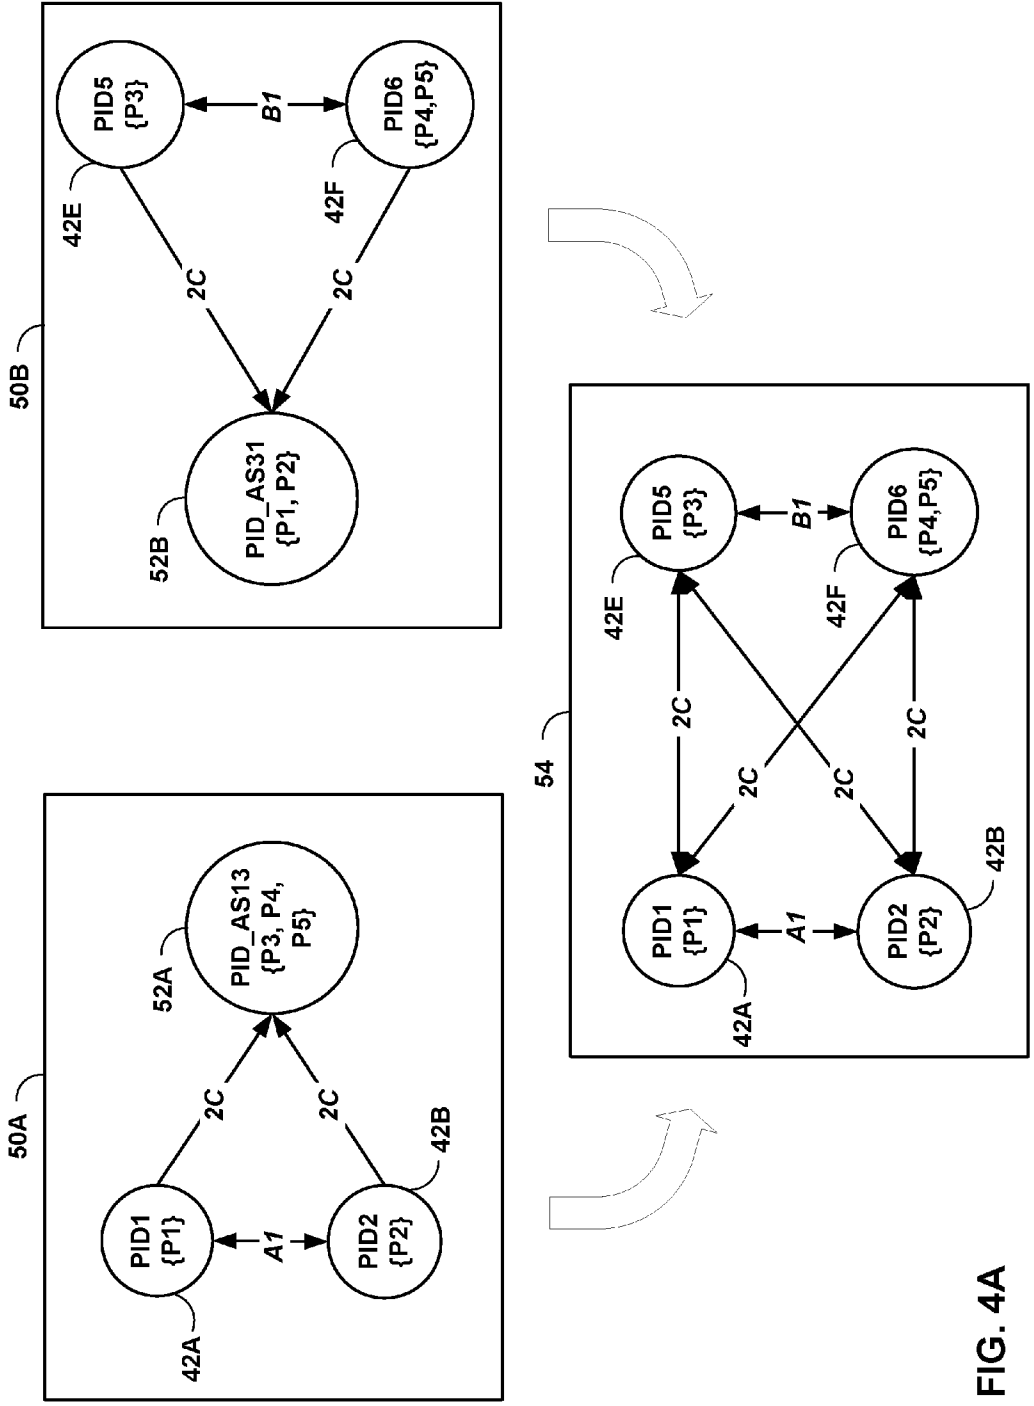 50A
PID1
{P1}
42A
A1
PID2
{P2}
42B
2C
2C
PID_AS13
{P3, P4,
P5}
52A
50B
PID_AS31
{P1, P2}
52B
2C
2C
PID5
{P3}
42E
B1
PID6
{P4,P5}
42F
54
PID1
{P1}
42A
A1
PID2
{P2}
42B
2C
2C
2C
2C
PID5
{P3}
42E
B1
PID6
{P4,P5}
42F
FIG. 4A